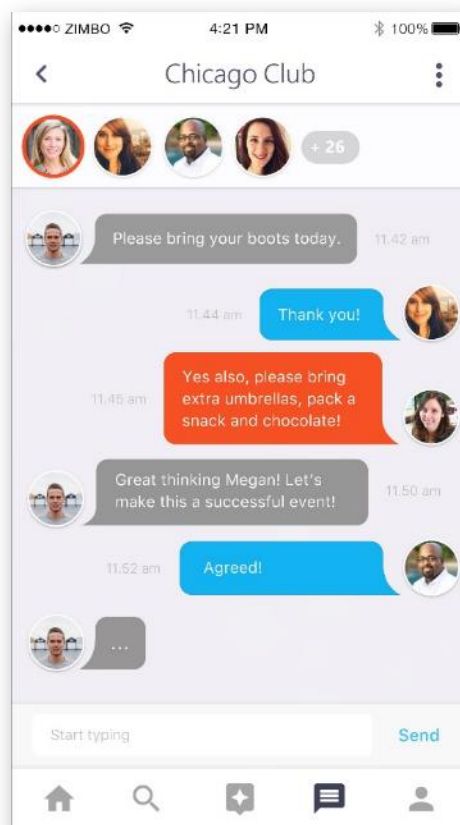 ZIMBO 4:21 PM 100%
Chicago Club
+ 26
Please bring your boots today. 11.42 am
11.44 am Thank you!
Yes also, please bring
11.45 am extra umbrellas, pack a
snack and chocolate!
Great thinking Megan! Let's
make this a successful event! 11.50 am
11.52 am Agreed!
...
Start typing Send